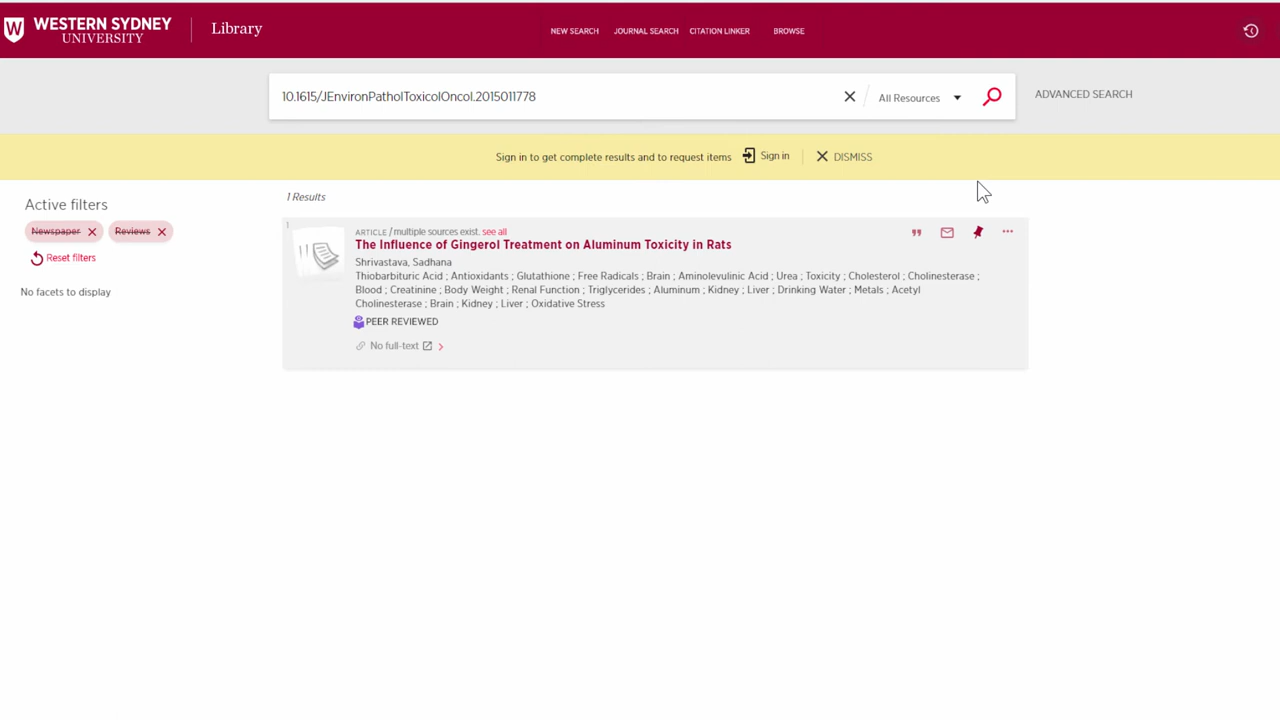 WESTERN SYDNEY
UNIVERSITY
W
Library
NEW SEARCH
JOURNAL SEARCH
CITATION LINKER
BROWSE
10.1615/JEnvironPatholToxicolOncol.2015011778
All Resources
ADVANCED SEARCH
Sign in to get complete results and to request items
Sign in
DISMISS
Active filters
1 Results
Newspaper
Reviews
Reset filters
No facets to display
1
ARTICLE / multiple sources exist. see all
The Influence of Gingerol Treatment on Aluminum Toxicity in Rats
Shrivastava, Sadhana
Thiobarbituric Acid ; Antioxidants ; Glutathione ; Free Radicals ; Brain ; Aminolevulinic Acid ; Urea ; Toxicity ; Cholesterol ; Cholinesterase ;
Blood ; Creatinine ; Body Weight ; Renal Function ; Triglycerides ; Aluminum ; Kidney ; Liver ; Drinking Water ; Metals ; Acetyl
Cholinesterase ; Brain ; Kidney ; Liver ; Oxidative Stress
PEER REVIEWED
No full-text